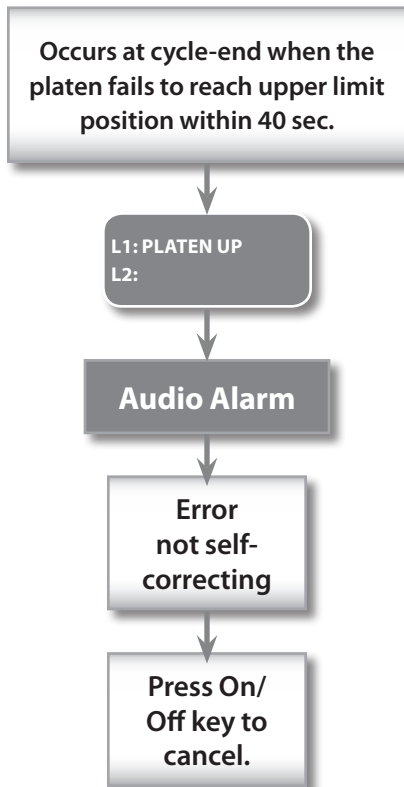 Occurs at cycle-end when the
platen fails to reach upper limit
position within 40 sec.
L1: PLATEN UP
L2:
Audio Alarm
Error
not self-
correcting
Press On/
Off key to
cancel.